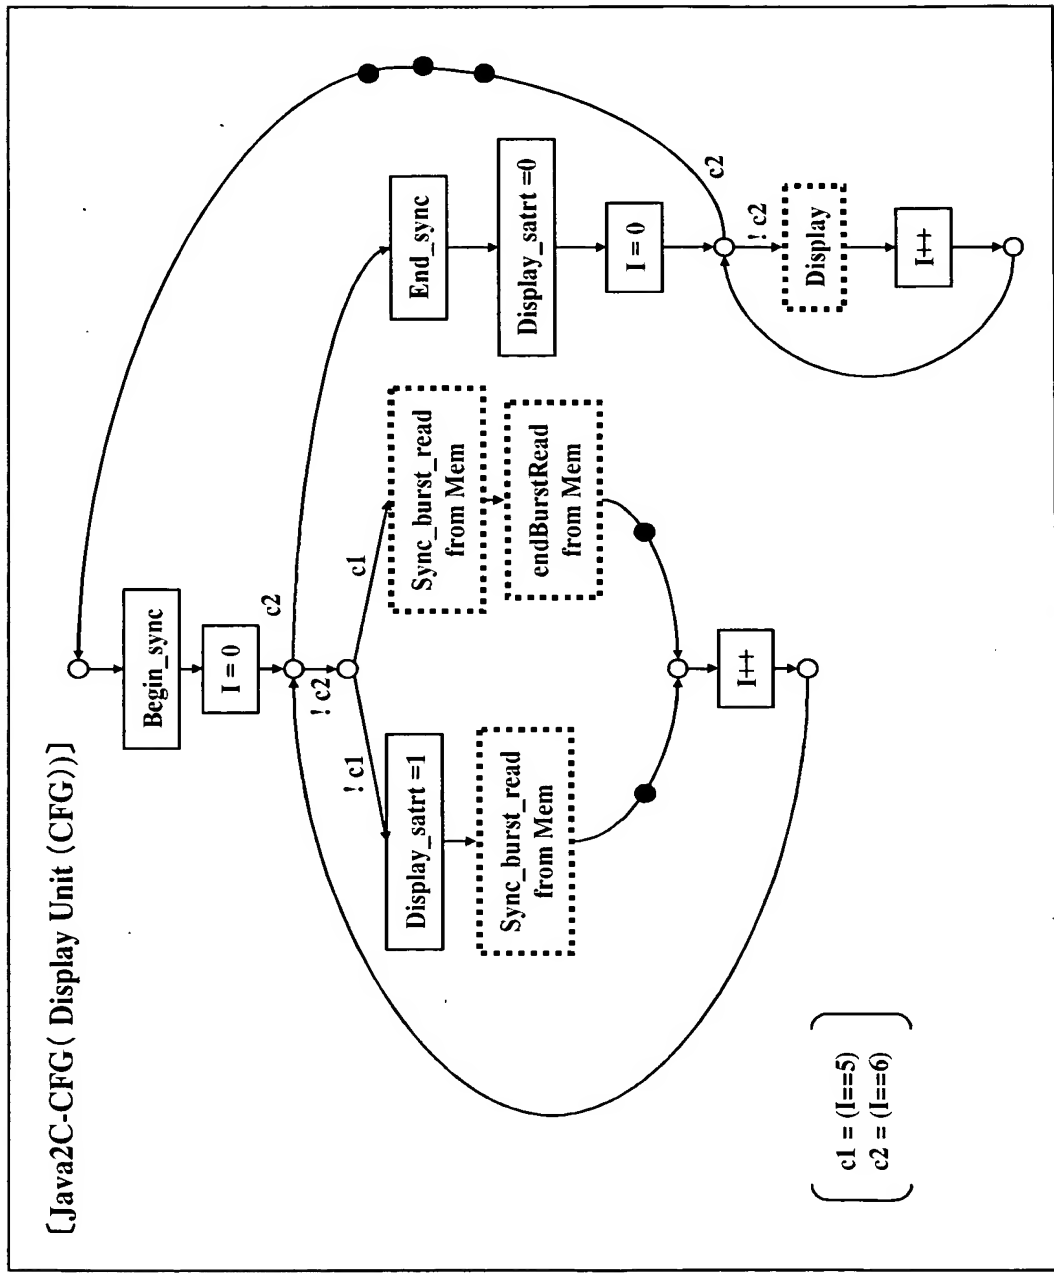 [Java2C-CFG( Display Unit (CFG))]
Begin_sync
I = 0
c2
! c2
! c1
c1
Display_satrt =1
Sync_burst_read
from Mem
Sync_burst_read
from Mem
endBurstRead
from Mem
I++
End_sync
Display_satrt =0
I = 0
c2
! c2
Display
I++
c1 = (I==5)
c2 = (I==6)